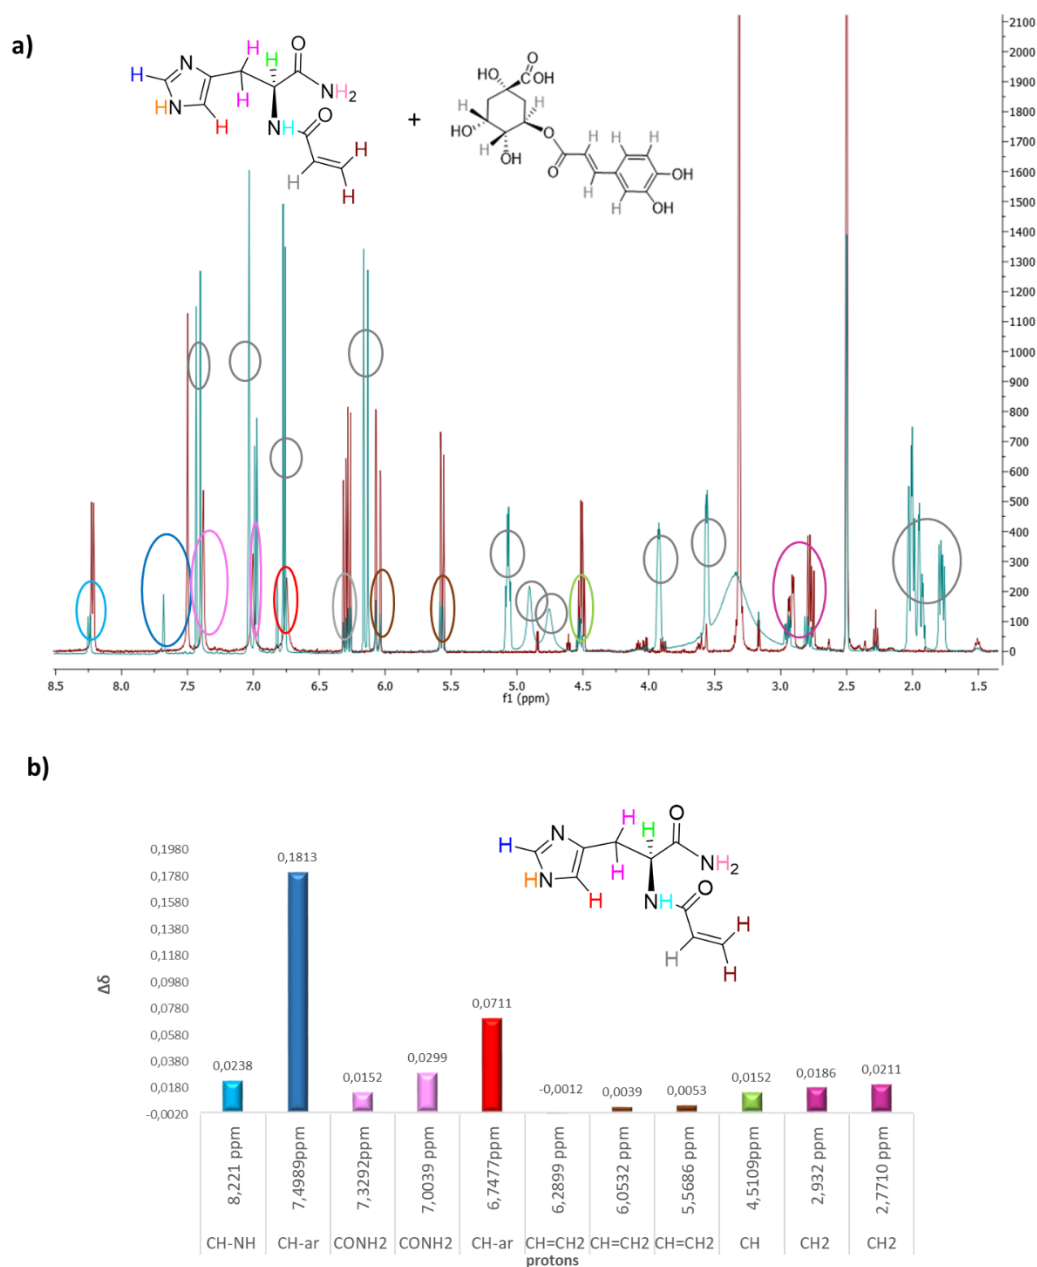 a)
H
N
HN
H
H
H
H
O
NH2
NH
O
H
H
H
+
HO
O
OH
H
H
HO
H
OH
O
O
H
H
H
H
H
OH
OH
2100
2000
1900
1800
1700
1600
1500
1400
1300
1200
1100
1000
900
800
700
600
500
400
300
200
100
0
8.5 8.0 7.5 7.0 6.5 6.0 5.5 5.0 4.5 4.0 3.5 3.0 2.5 2.0 1.5
f1 (ppm)
b)
H
N
HN
H
H
H
H
O
NH2
NH
O
H
H
H
Δδ
0,1980
0,1780
0,1580
0,1380
0,1180
0,0980
0,0780
0,0580
0,0380
0,0180
-0,0020
0,0238 0,1813 0,0152 0,0299 0,0711 -0,0012 0,0039 0,0053 0,0152 0,0186 0,0211
8,221 ppm 7,4989ppm 7,3292ppm 7,0039 ppm 6,7477ppm 6,2899 ppm 6,0532 ppm 5,5686 ppm 4,5109ppm 2,932 ppm 2,7710 ppm
CH-NH CH-ar CONH2 CONH2 CH-ar CH=CH2 CH=CH2 CH=CH2 CH CH2 CH2
protons